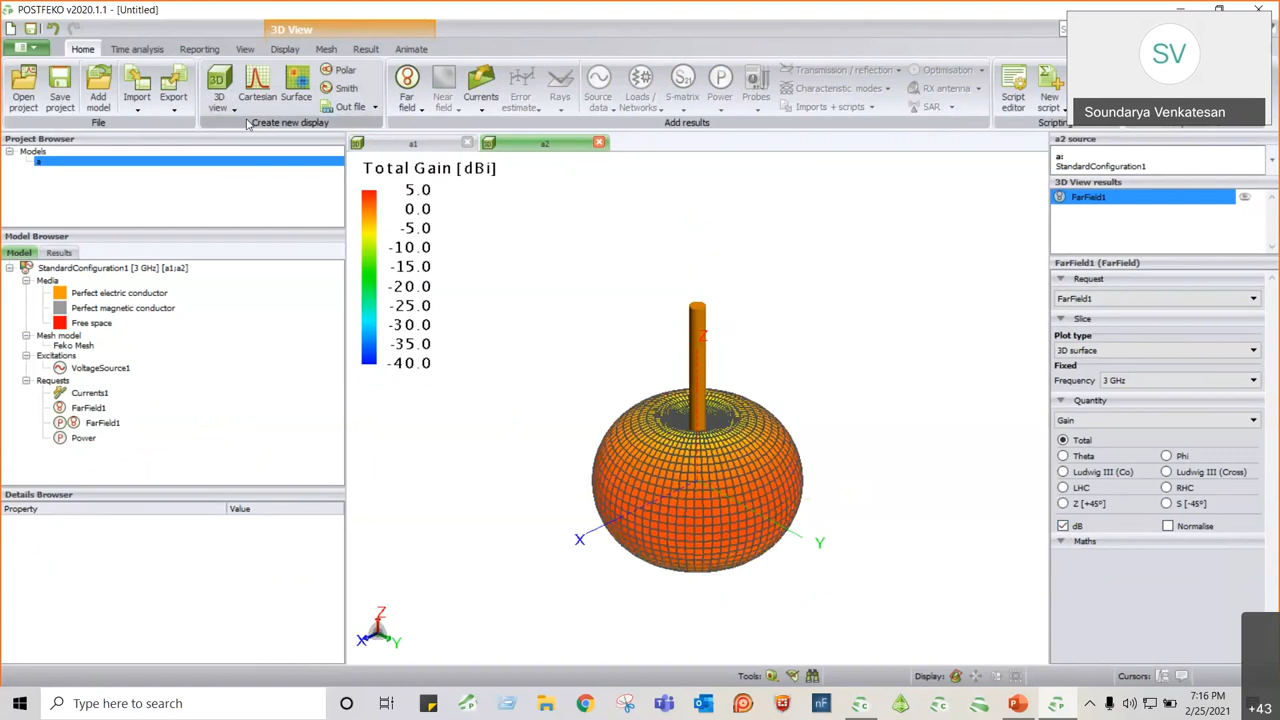 POSTFEKO v2020.1.1 - [Untitled]
3D View
Home Time analysis Reporting View Display Mesh Result Animate
Open project
Save project
Add model
Import
Export
File
3D view
Cartesian
Surface
Polar
Smith
Out file
Create new display
Far field
Near field
Currents
Error estimate
Rays
Source data
Loads / Networks
S-matrix
Power
Probes
Transmission / reflection
Characteristic modes
Imports + scripts
Optimisation
RX antenna
SAR
Add results
Script editor
New script
Scripting
SV
Soundarya Venkatesan
Project Browser
Models
a
Model Browser
Model Results
StandardConfiguration1 [3 GHz] [a1;a2]
Media
Perfect electric conductor
Perfect magnetic conductor
Free space
Mesh model
Feko Mesh
Excitations
VoltageSource1
Requests
Currents1
FarField1
FarField1
Power
Details Browser
Property Value
a1 a2
Total Gain [dBi]
5.0
0.0
-5.0
-10.0
-15.0
-20.0
-25.0
-30.0
-35.0
-40.0
Z
X
Y
Z
X
Y
a2 source
a:
StandardConfiguration1
3D View results
FarField1
FarField1 (FarField)
Request
FarField1
Slice
Plot type
3D surface
Fixed
Frequency 3 GHz
Quantity
Gain
Total
Theta Phi
Ludwig III (Co) Ludwig III (Cross)
LHC RHC
Z [+45°] S [-45°]
dB Normalise
Maths
Tools: Display: Cursors:
Type here to search
7:16 PM
2/25/2021
+43